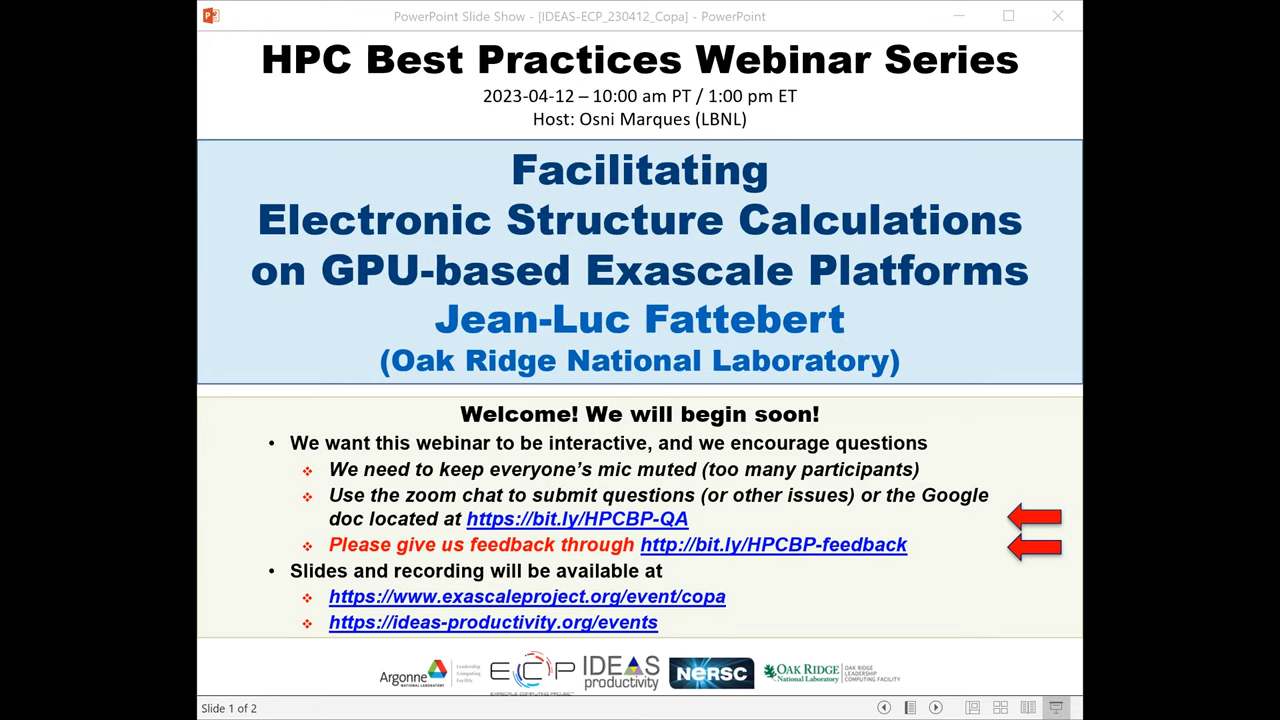 PowerPoint Slide Show - [IDEAS-ECP_230412_Copa] - PowerPoint
HPC Best Practices Webinar Series
2023-04-12 – 10:00 am PT / 1:00 pm ET
Host: Osni Marques (LBNL)
Facilitating
Electronic Structure Calculations
on GPU-based Exascale Platforms
Jean-Luc Fattebert
(Oak Ridge National Laboratory)
Welcome! We will begin soon!
• We want this webinar to be interactive, and we encourage questions
❖ We need to keep everyone’s mic muted (too many participants)
❖ Use the zoom chat to submit questions (or other issues) or the Google
doc located at https://bit.ly/HPCBP-QA
❖ Please give us feedback through http://bit.ly/HPCBP-feedback
• Slides and recording will be available at
❖ https://www.exascaleproject.org/event/copa
❖ https://ideas-productivity.org/events
Argonne
NATIONAL LABORATORY
Leadership
Computing
Facility
ECP
EXASCALE COMPUTING PROJECT
IDEAS
productivity
NERSC
OAK RIDGE
National Laboratory
OAK RIDGE
LEADERSHIP
COMPUTING FACILITY
Slide 1 of 2